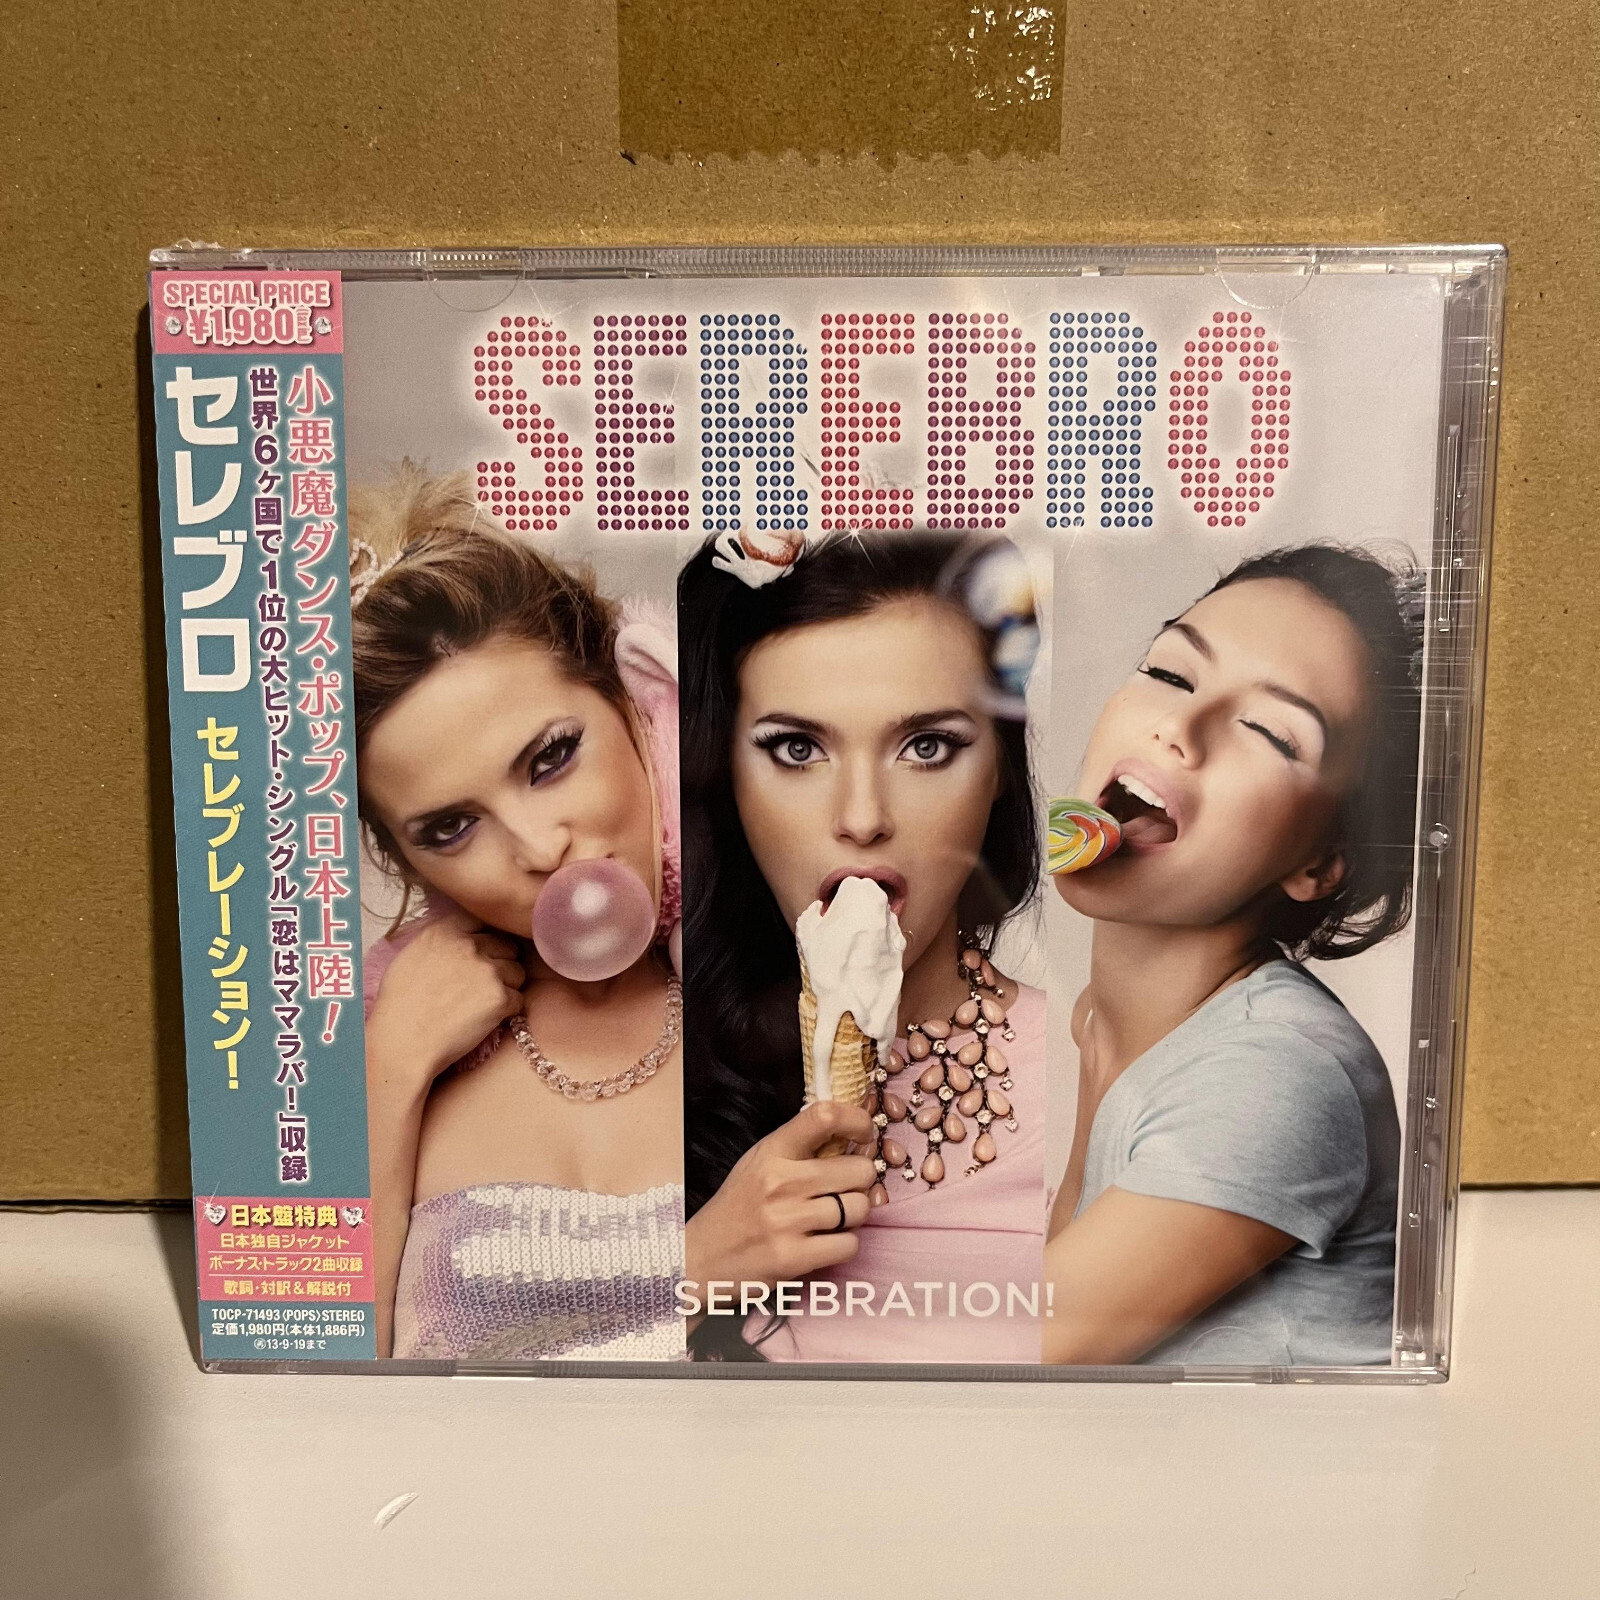 SPECIAL PRICE
¥1,980
セレブロ
セレブレーション!
小悪魔ダンス・ポップ、日本上陸!
世界6ヶ国で1位の大ヒット・シングル「恋はママラバ!」収録
日本盤特典
日本独自ジャケット
ボーナス・トラック2曲収録
歌詞・対訳&解説付
TOCP-71493〈POPS〉STEREO
定価1,980円(本体1,886円)
13・9・19まで
SEREBRO
SEREBRATION!